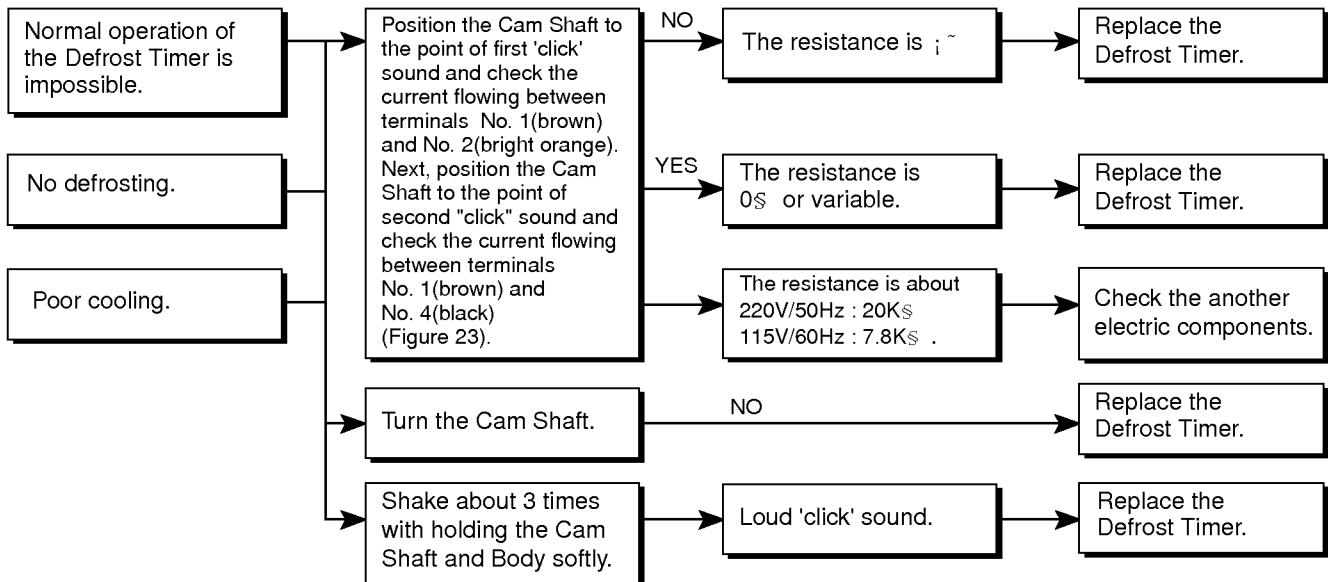 Normal operation of
the Defrost Timer is
impossible.
No defrosting.
Poor cooling.
Position the Cam Shaft to
the point of first 'click'
sound and check the
current flowing between
terminals No. 1(brown)
and No. 2(bright orange).
Next, position the Cam
Shaft to the point of
second "click" sound and
check the current flowing
between terminals
No. 1(brown) and
No. 4(black)
(Figure 23).
Turn the Cam Shaft.
Shake about 3 times
with holding the Cam
Shaft and Body softly.
NO
The resistance is ¡ ˜
Replace the
Defrost Timer.
YES
The resistance is
0§ or variable.
Replace the
Defrost Timer.
The resistance is about
220V/50Hz : 20K§
115V/60Hz : 7.8K§ .
Check the another
electric components.
NO
Replace the
Defrost Timer.
Loud 'click' sound.
Replace the
Defrost Timer.